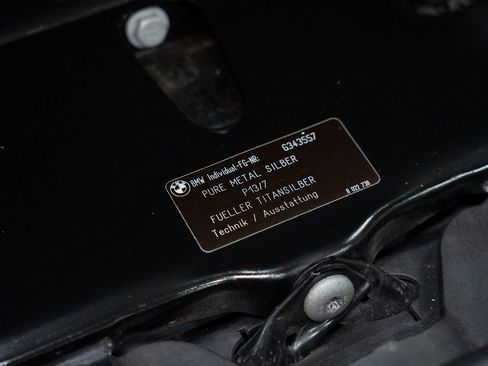 BMW Individual-FG-NR: G343557
PURE METAL SILBER
P13/7
FUELLER TITANSILBER
Technik / Ausstattung